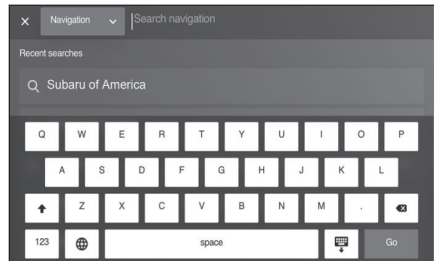 Navigation Search navigation
Recent searches
Subaru of America
Q W E R T Y U I O P
A S D F G H J K L
Z X C V B N M .
123 space Go